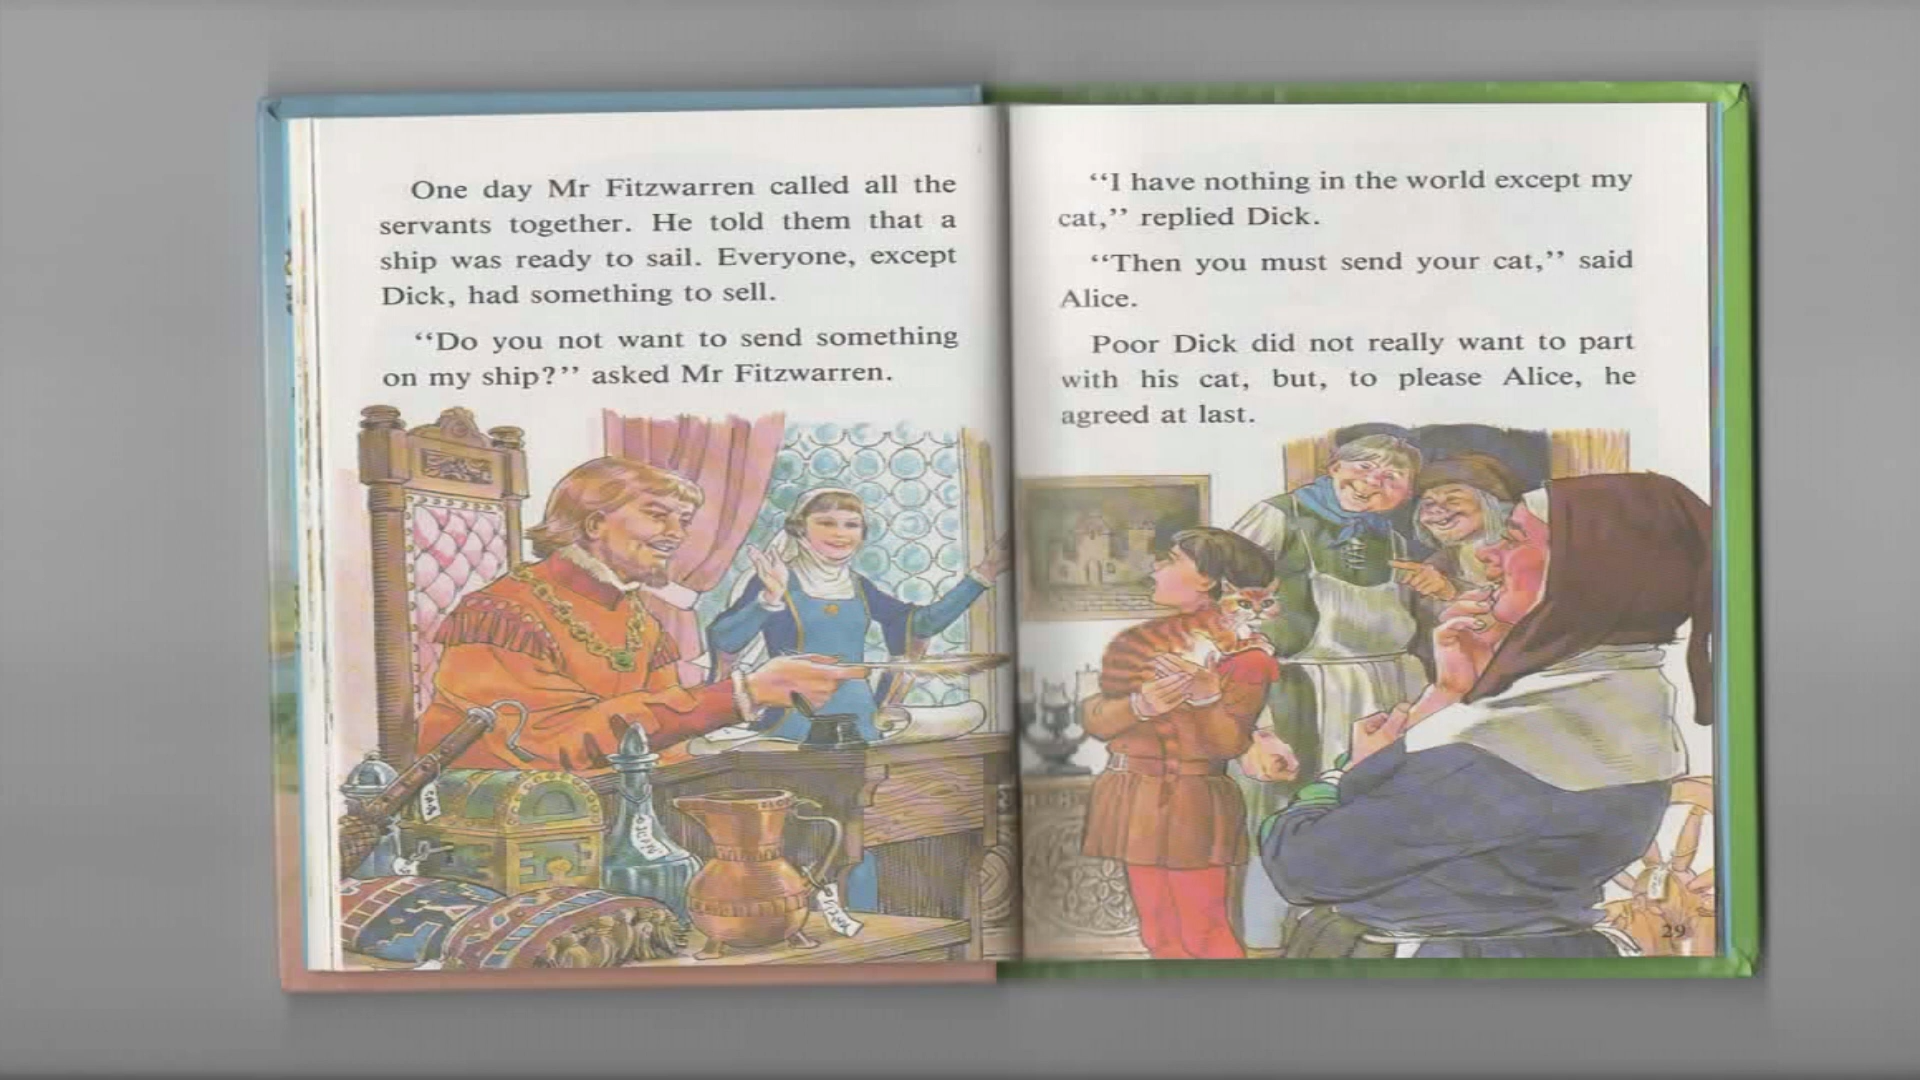 One day Mr Fitzwarren called all the
servants together. He told them that a
ship was ready to sail. Everyone, except
Dick, had something to sell.
“Do you not want to send something
on my ship?” asked Mr Fitzwarren.
“I have nothing in the world except my
cat,” replied Dick.
“Then you must send your cat,” said
Alice.
Poor Dick did not really want to part
with his cat, but, to please Alice, he
agreed at last.
29